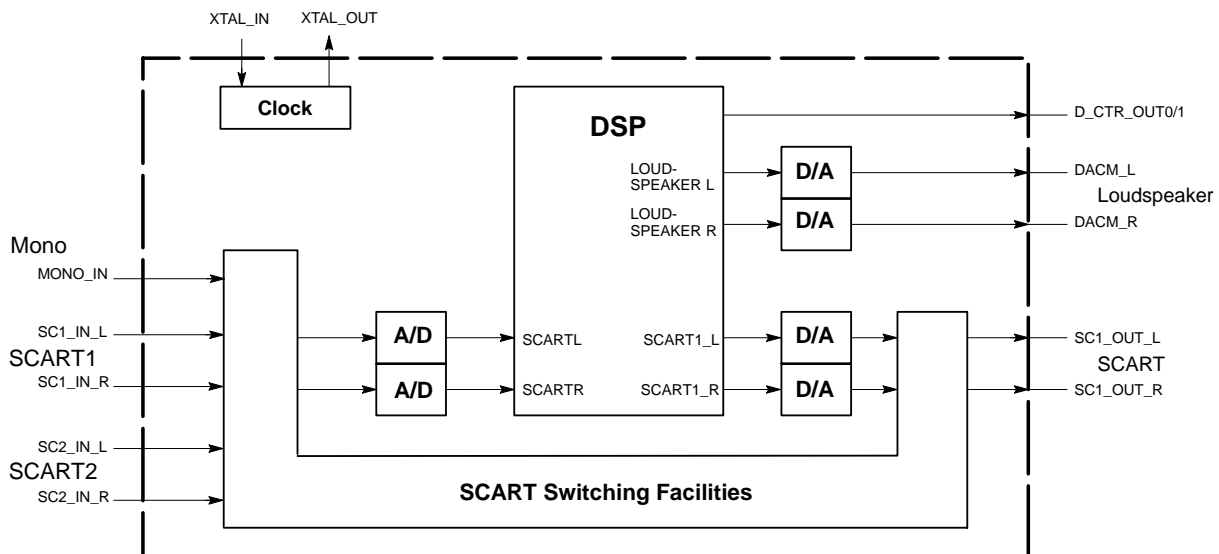 XTAL_IN XTAL_OUT
Clock
DSP
D_CTR_OUT0/1
LOUD-
SPEAKER L
D/A
DACM_L
Loudspeaker
LOUD-
SPEAKER R
D/A
DACM_R
Mono
MONO_IN
SC1_IN_L
SCART1
SC1_IN_R
A/D
SCARTL
SCART1_L
D/A
SC1_OUT_L
SCART
A/D
SCARTR
SCART1_R
D/A
SC1_OUT_R
SC2_IN_L
SCART2
SC2_IN_R
SCART Switching Facilities